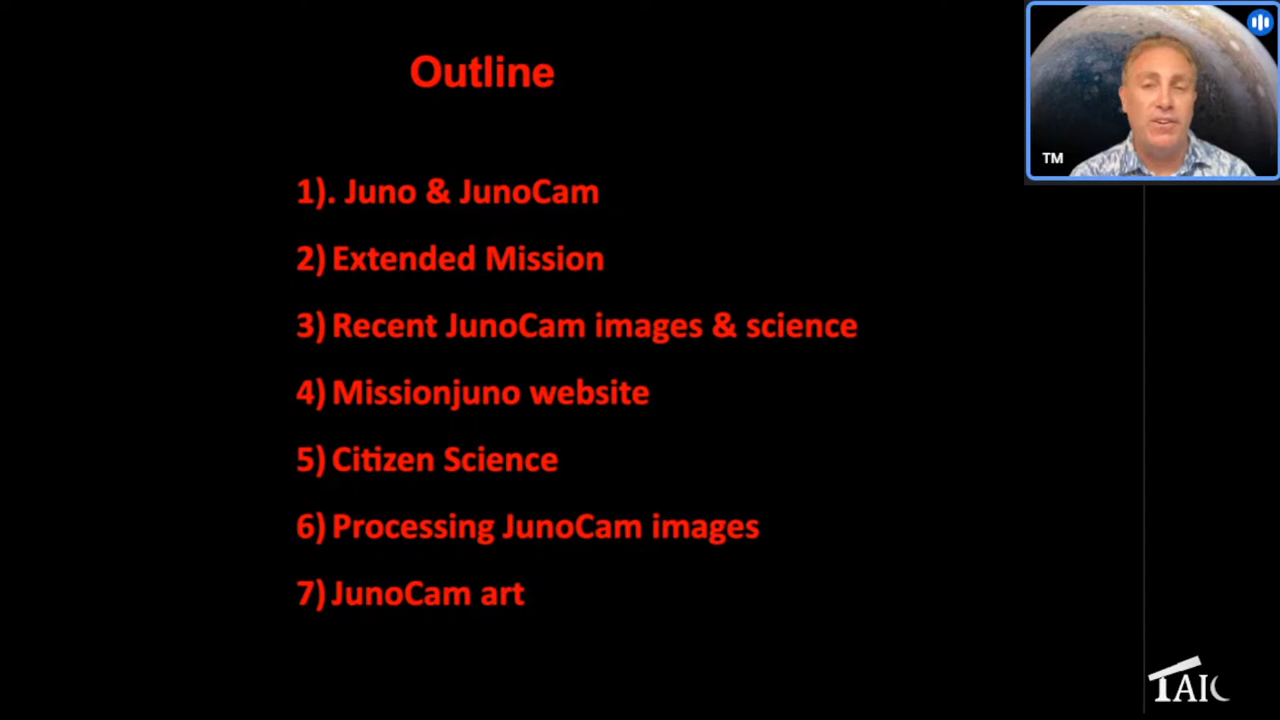 Outline
TM
1). Juno & JunoCam
2) Extended Mission
3) Recent JunoCam images & science
4) Missionjuno website
5) Citizen Science
6) Processing JunoCam images
7) JunoCam art
TAIC